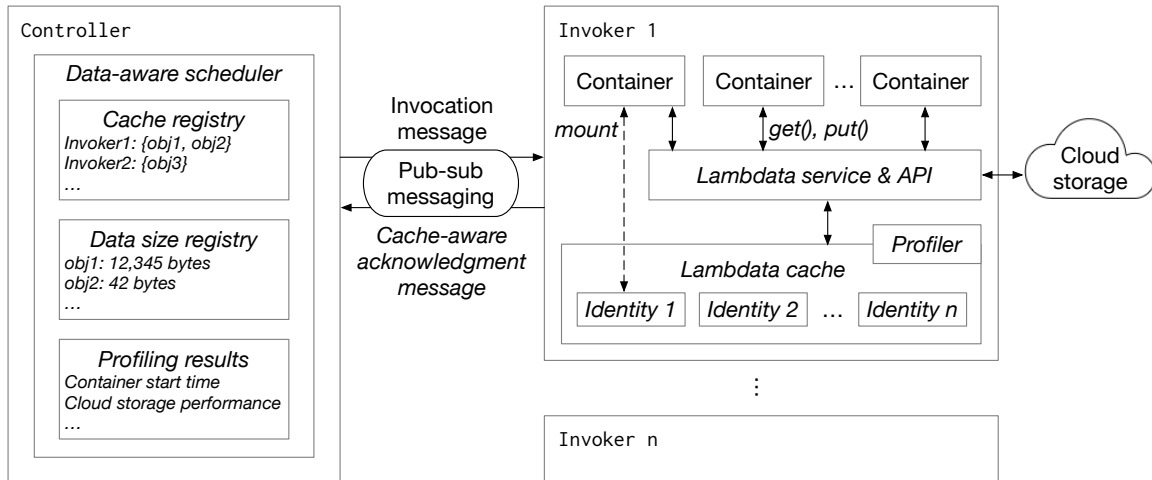 Controller
Data-aware scheduler
Cache registry
Invoker1: {obj1, obj2}
Invoker2: {obj3}
...
Data size registry
obj1: 12,345 bytes
obj2: 42 bytes
...
Profiling results
Container start time
Cloud storage performance
...
Invocation
message
Pub-sub
messaging
Cache-aware
acknowledgment
message
Invoker 1
Container
Container
...
Container
mount
get(), put()
Lambdata service & API
Profiler
Lambdata cache
Identity 1
Identity 2
...
Identity n
Cloud
storage
⋮
Invoker n